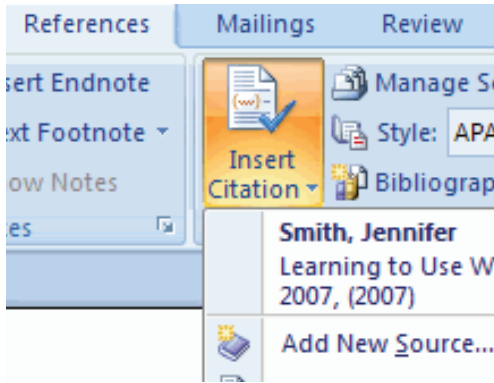 References Mailings Review
sert Endnote
Manage S
xt Footnote
Style: APA
Insert
Citation
ow Notes
Bibliograp
es
Smith, Jennifer
Learning to Use W
2007, (2007)
Add New Source...